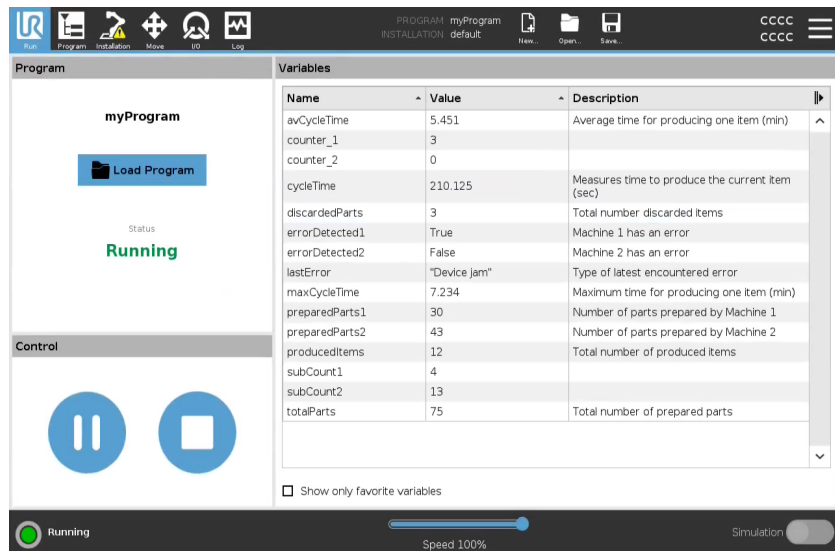 UR
PROGRAM myProgram
INSTALLATION default
cccc
cccc
Run
Program
Installation
Move
I/O
Log
New...
Open...
Save...
Program
Variables
myProgram
Load Program
Status
Running
Control
Name Value Description
avCycleTime 5.451 Average time for producing one item (min)
counter_1 3
counter_2 0
cycleTime 210.125 Measures time to produce the current item
(sec)
discardedParts 3 Total number discarded items
errorDetected1 True Machine 1 has an error
errorDetected2 False Machine 2 has an error
lastError "Device jam" Type of latest encountered error
maxCycleTime 7.234 Maximum time for producing one item (min)
preparedParts1 30 Number of parts prepared by Machine 1
preparedParts2 43 Number of parts prepared by Machine 2
producedItems 12 Total number of produced items
subCount1 4
subCount2 13
totalParts 75 Total number of prepared parts
Show only favorite variables
Running
Speed 100%
Simulation